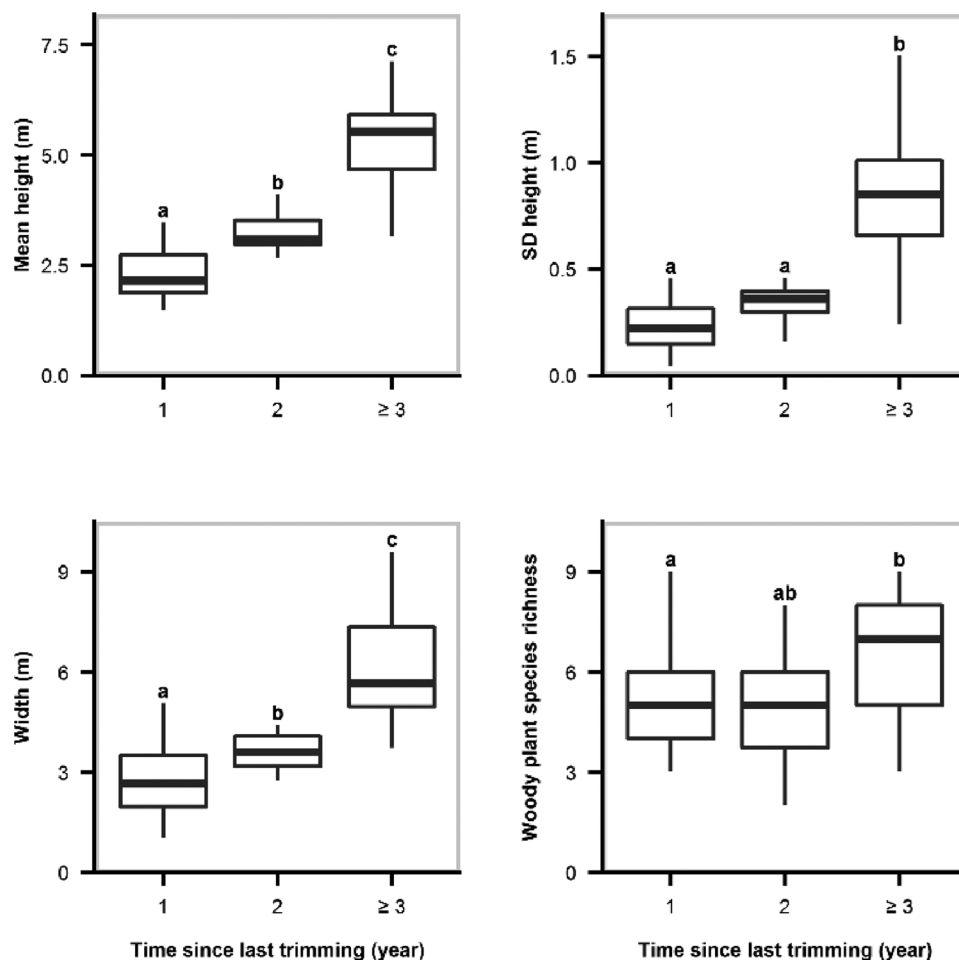 Mean height (m)
7.5
5.0
2.5
0.0
a
b
c
1
2
≥ 3
SD height (m)
1.5
1.0
0.5
0.0
a
a
b
1
2
≥ 3
Width (m)
9
6
3
0
a
b
c
1
2
≥ 3
Time since last trimming (year)
Woody plant species richness
9
6
3
0
a
ab
b
1
2
≥ 3
Time since last trimming (year)